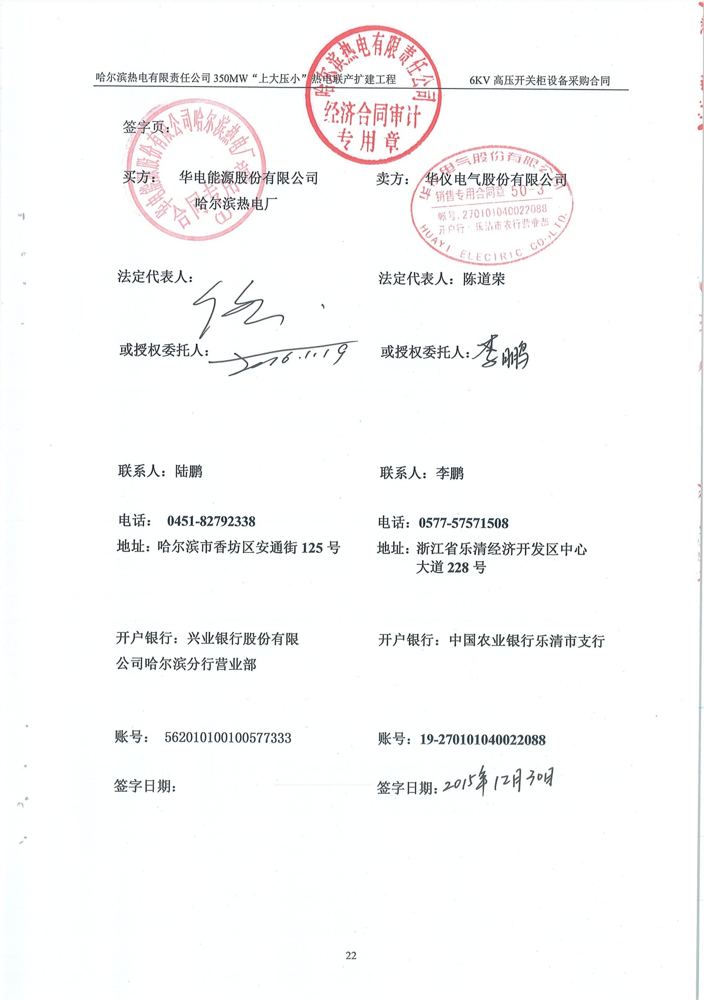 哈尔滨热电有限责任公司 350MW“上大压小”热电联产扩建工程 6KV 高压开关柜设备采购合同
哈尔滨热电有限责任公司
经济合同审计
专用章
签字页：
华电能源股份有限公司哈尔滨热电厂
合同专用章
(1)
买方： 华电能源股份有限公司
哈尔滨热电厂
卖方： 华仪电气股份有限公司
华仪电气股份有限公司
销售专用合同章 50-3
帐号.270101040022088
开户行：乐清市农行营业部
HUAYI ELECIRIC CO.,LTD.
法定代表人：
法定代表人：陈道荣
或授权委托人：
2016.1.19
或授权委托人：李鹏
联系人：陆鹏
联系人：李鹏
电话： 0451-82792338
电话：0577-57571508
地址：哈尔滨市香坊区安通街 125 号
地址：浙江省乐清经济开发区中心
大道 228 号
开户银行：兴业银行股份有限
公司哈尔滨分行营业部
开户银行：中国农业银行乐清市支行
账号： 562010100100577333
账号：19-270101040022088
签字日期：
签字日期：2015年12月30日
22